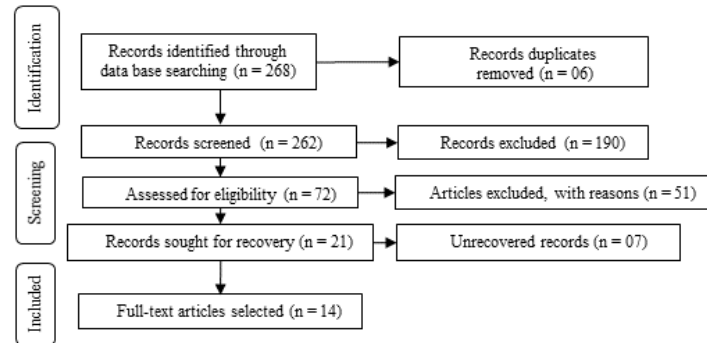 Identification
Records identified through
data base searching (n = 268)
Records duplicates
removed (n = 06)
Screening
Records screened (n = 262)
Records excluded (n = 190)
Assessed for eligibility (n = 72)
Articles excluded, with reasons (n = 51)
Records sought for recovery (n = 21)
Unrecovered records (n = 07)
Included
Full-text articles selected (n = 14)